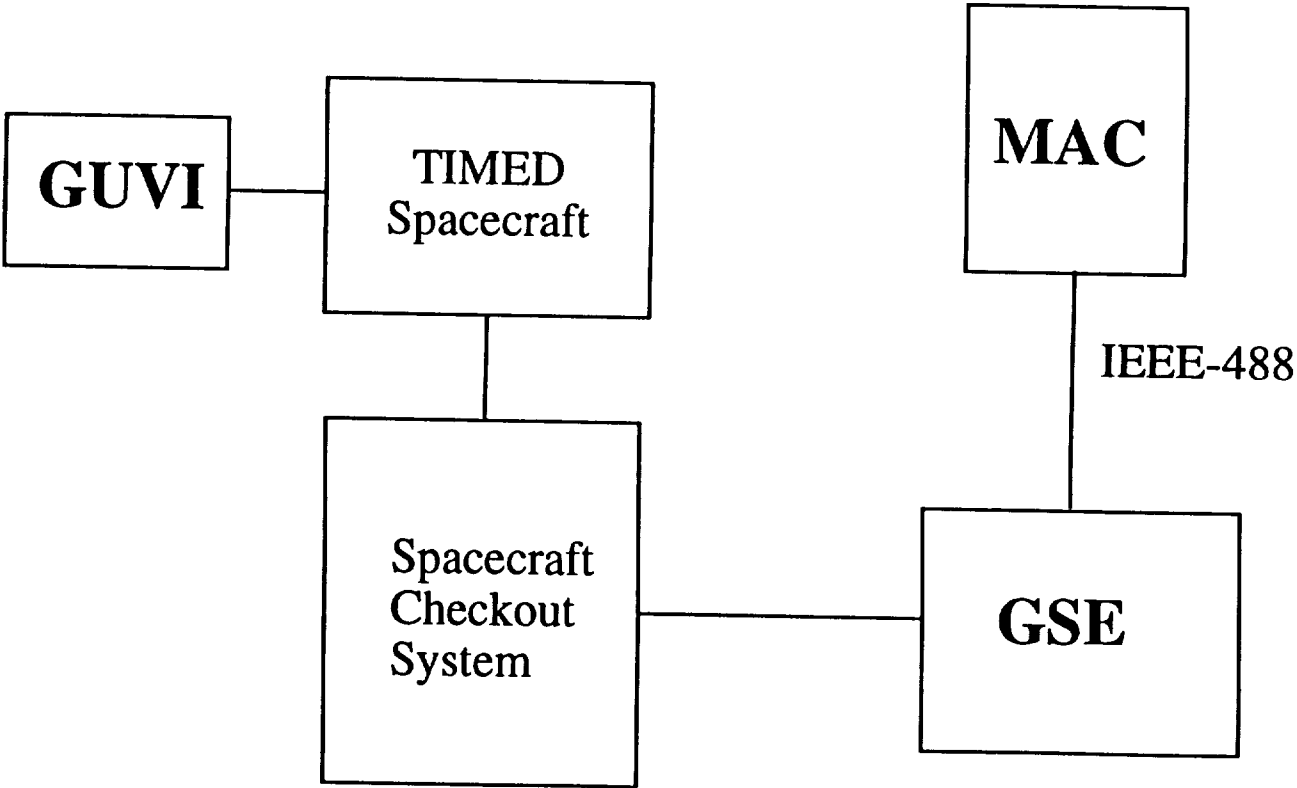 GUVI
TIMED
Spacecraft
MAC
IEEE-488
Spacecraft
Checkout
System
GSE